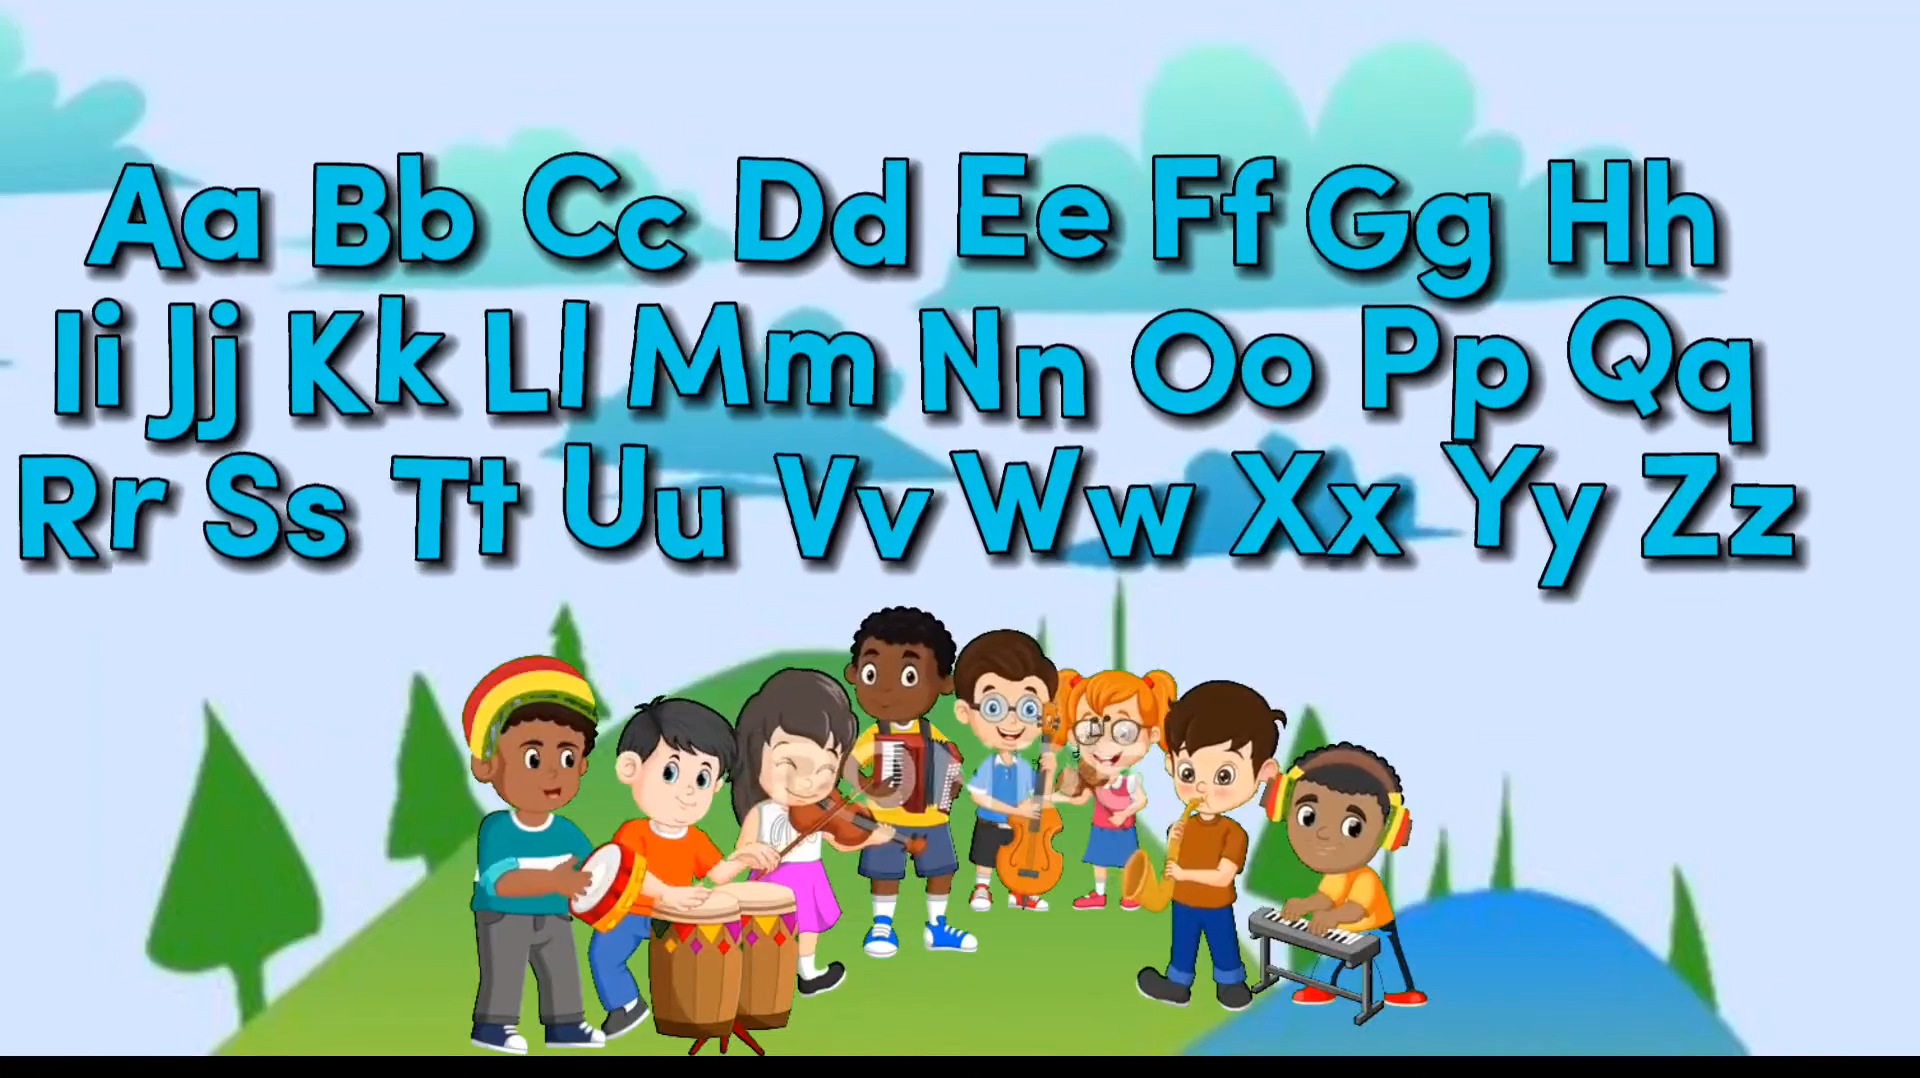 Aa Bb Cc Dd Ee Ff Gg Hh
Ii Jj Kk Ll Mm Nn Oo Pp Qq
Rr Ss Tt Uu Vv Ww Xx Yy Zz